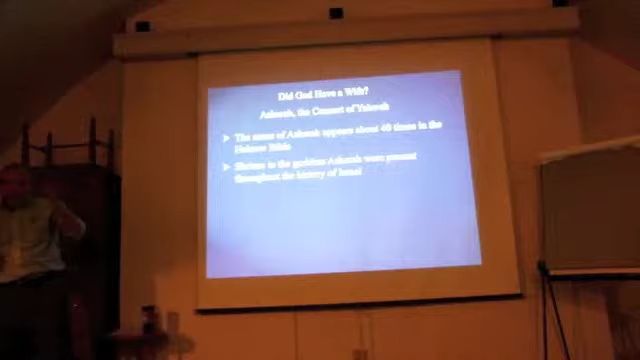 Did God Have a Wife?
Asherah, the Consort of Yahweh
The name of Asherah appears about 40 times in the
Hebrew Bible
Shrines to the goddess Asherah were present
throughout the history of Israel